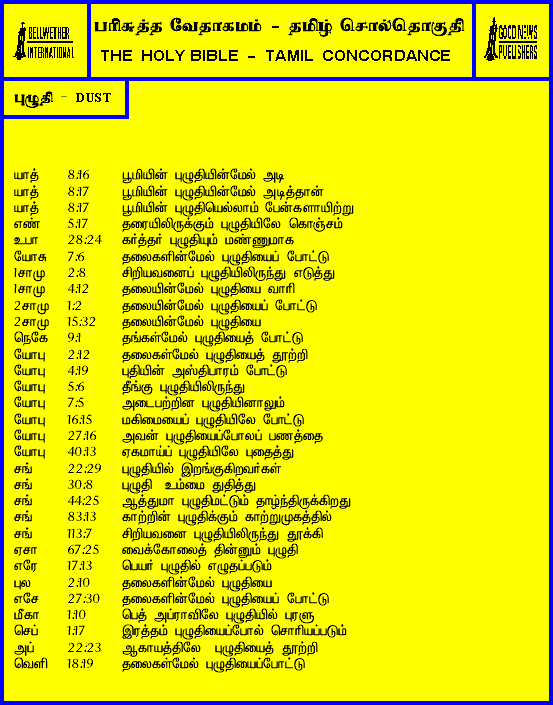 BELLWETHER
INTERNATIONAL
பரிசுத்த வேதாகமம் - தமிழ் சொல்தொகுதி
THE HOLY BIBLE - TAMIL CONCORDANCE
GOOD NEWS
PUBLISHERS
புழுதி - DUST
யாத் 8:16 பூமியின் புழுதியின்மேல் அடி
யாத் 8:17 பூமியின் புழுதியின்மேல் அடித்தான்
யாத் 8:17 பூமியின் புழுதியெல்லாம் பேன்களாயிற்று
எண் 5:17 தரையிலிருக்கும் புழுதியிலே கொஞ்சம்
உபா 28:24 கர்த்தர் புழுதியும் மண்ணுமாக
யோசு 7:6 தலைகளின்மேல் புழுதியைப் போட்டு
1சாமு 2:8 சிறியவனைப் புழுதியிலிருந்து எடுத்து
1சாமு 4:12 தலையின்மேல் புழுதியை வாரி
2சாமு 1:2 தலையின்மேல் புழுதியைப் போட்டு
2சாமு 15:32 தலையின்மேல் புழுதியை
நெகே 9:1 தங்கள்மேல் புழுதியைத் போட்டு
யோபு 2:12 தலைகள்மேல் புழுதியைத் தூற்றி
யோபு 4:19 புதியின் அஸ்திபாரம் போட்டு
யோபு 5:6 தீங்கு புழுதியிலிருந்து
யோபு 7:5 அடைபற்றின புழுதியினாலும்
யோபு 16:15 மகிமையைப் புழுதியிலே போட்டு
யோபு 27:16 அவன் புழுதியைப்போலப் பணத்தை
யோபு 40:13 ஏகமாய்ப் புழுதியிலே புதைத்து
சங் 22:29 புழுதியில் இறங்குகிறவர்கள்
சங் 30:8 புழுதி உம்மை துதித்து
சங் 44:25 ஆத்துமா புழுதிமட்டும் தாழ்ந்திருக்கிறது
சங் 83:13 காற்றின் புழுதிக்கும் காற்றுமுகத்தில்
சங் 113:7 சிறியவனை புழுதியிலிருந்து தூக்கி
ஏசா 67:25 வைக்கோலைத் தின்னும் புழுதி
எரே 17:13 பெயர் புழுதில் எழுதப்படும்
புல 2:10 தலைகளின்மேல் புழுதியை
எசே 27:30 தலைகளின்மேல் புழுதியைப் போட்டு
மீகா 1:10 பெத் அப்ராவிலே புழுதியில் புரளு
செப் 1:17 இரத்தம் புழுதியைப்போல் சொரியப்படும்
அப் 22:23 ஆகாயத்திலே புழுதியைத் தூற்றி
வெளி 18:19 தலைகள்மேல் புழுதியைப்போட்டு